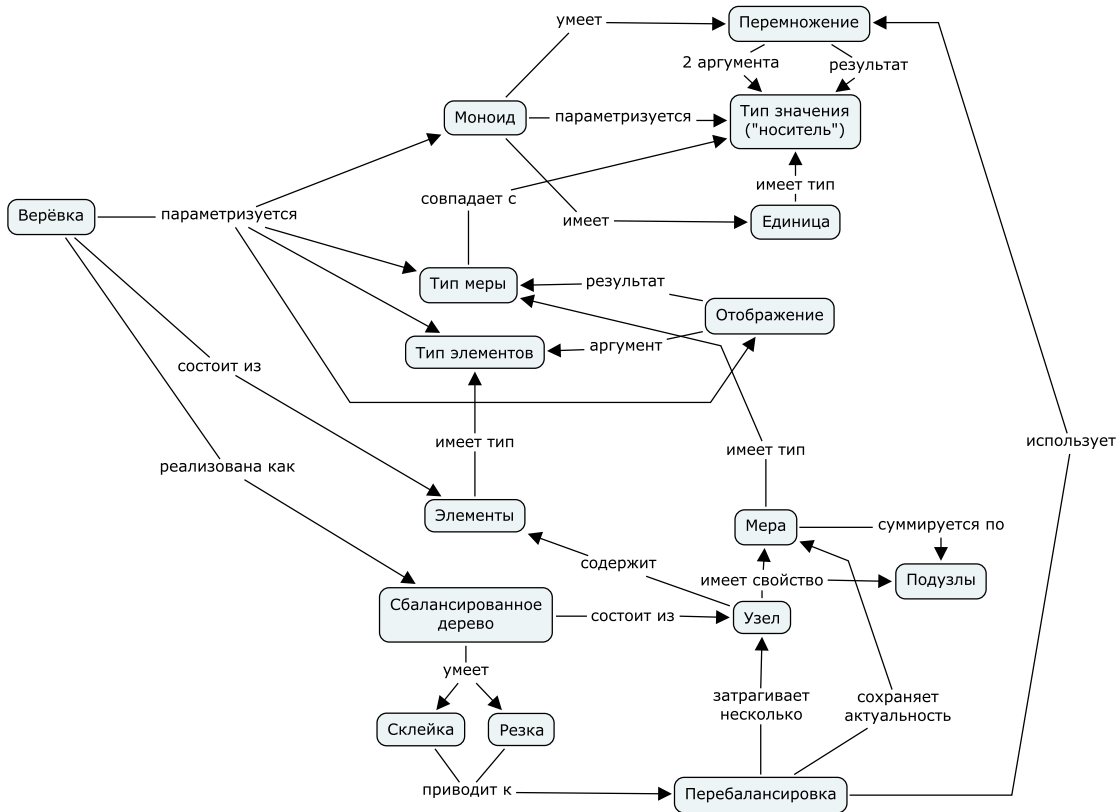 умеет
Перемножение
2 аргумента
результат
Моноид
параметризуется
Тип значения
("носитель")
совпадает с
имеет тип
имеет
Единица
Верёвка
параметризуется
Тип меры
результат
Отображение
Тип элементов
аргумент
состоит из
имеет тип
имеет тип
использует
реализована как
Элементы
Мера
суммируется по
содержит
имеет свойство
Подузлы
Сбалансированное
дерево
состоит из
Узел
умеет
затрагивает
несколько
сохраняет
актуальность
Склейка
Резка
приводит к
Перебалансировка